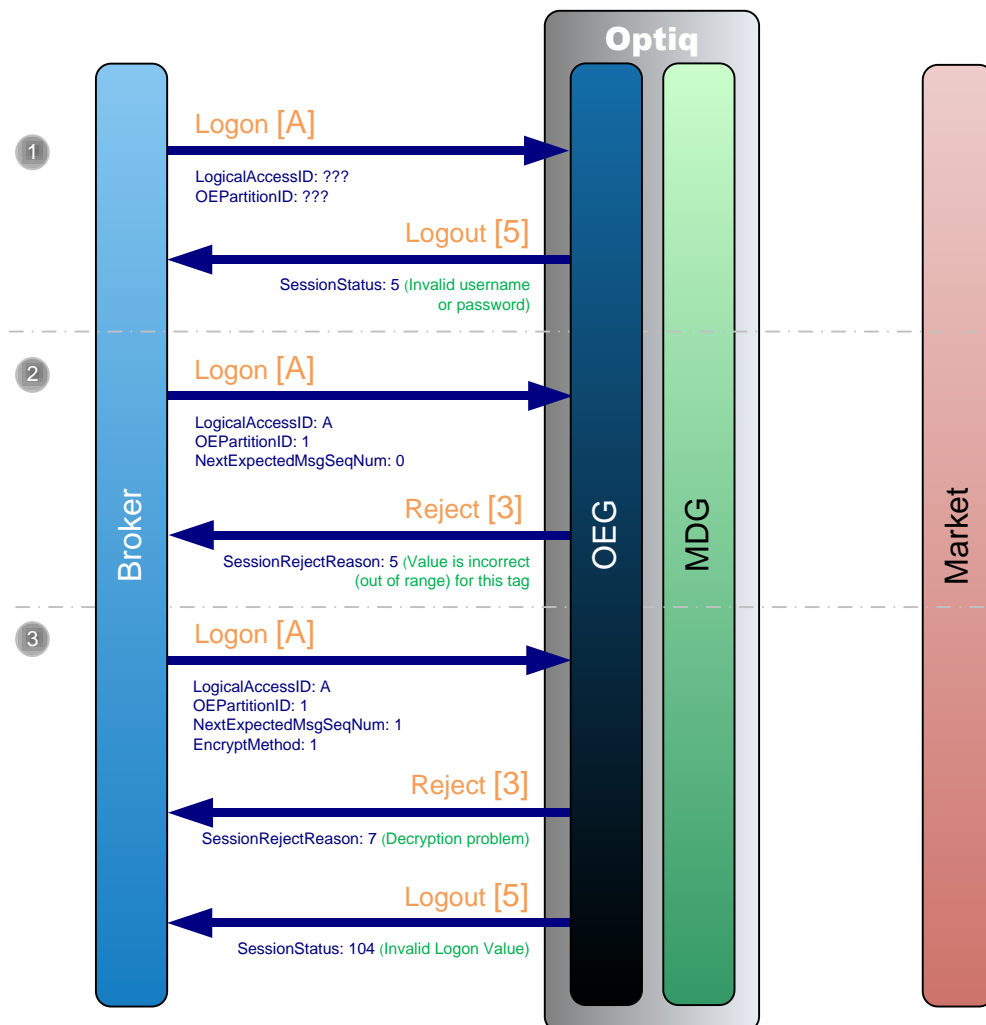 Optiq
Broker
OEG
MDG
Market
1
Logon [A]
LogicalAccessID: ???
OEPartitionID: ???
Logout [5]
SessionStatus: 5 (Invalid username
or password)
2
Logon [A]
LogicalAccessID: A
OEPartitionID: 1
NextExpectedMsgSeqNum: 0
Reject [3]
SessionRejectReason: 5 (Value is incorrect
(out of range) for this tag
3
Logon [A]
LogicalAccessID: A
OEPartitionID: 1
NextExpectedMsgSeqNum: 1
EncryptMethod: 1
Reject [3]
SessionRejectReason: 7 (Decryption problem)
Logout [5]
SessionStatus: 104 (Invalid Logon Value)